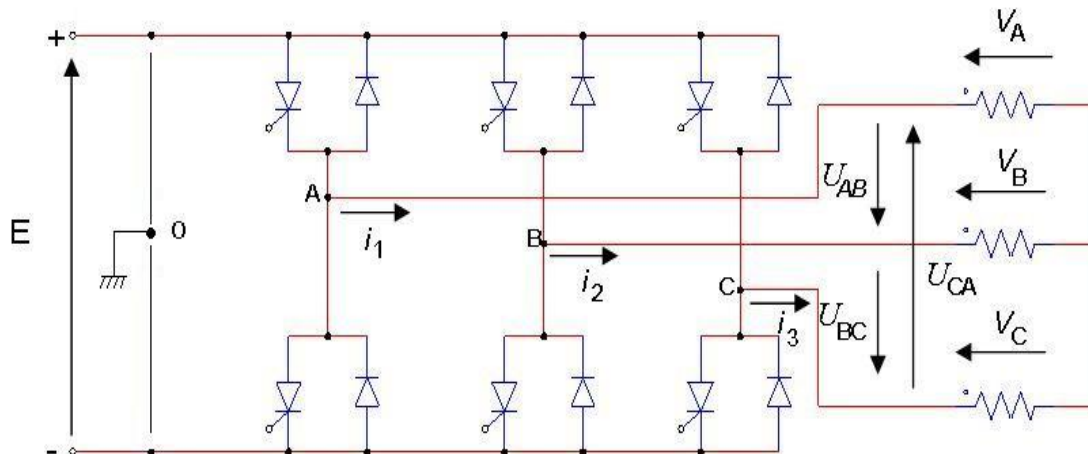 +
V_A
A
U_AB
V_B
E
0
i_1
B
i_2
U_CA
C
i_3
U_BC
V_C
-